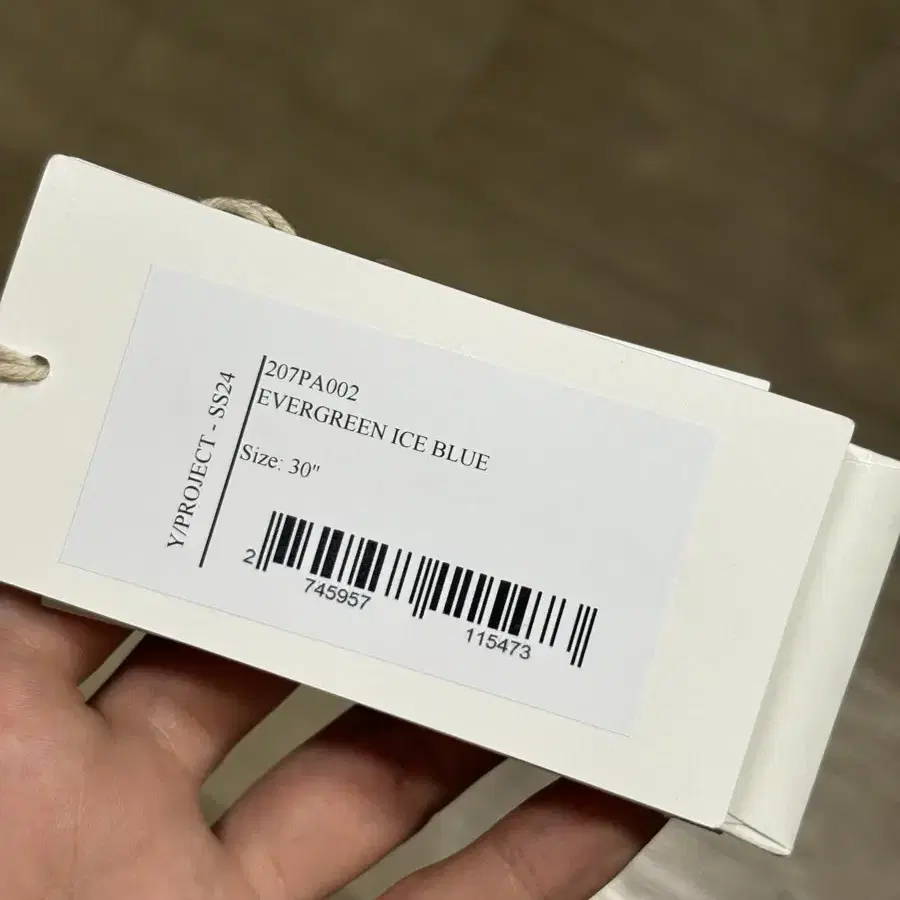 Y/PROJECT - SS24
207PA002
EVERGREEN ICE BLUE
Size: 30"
2 745957 115473